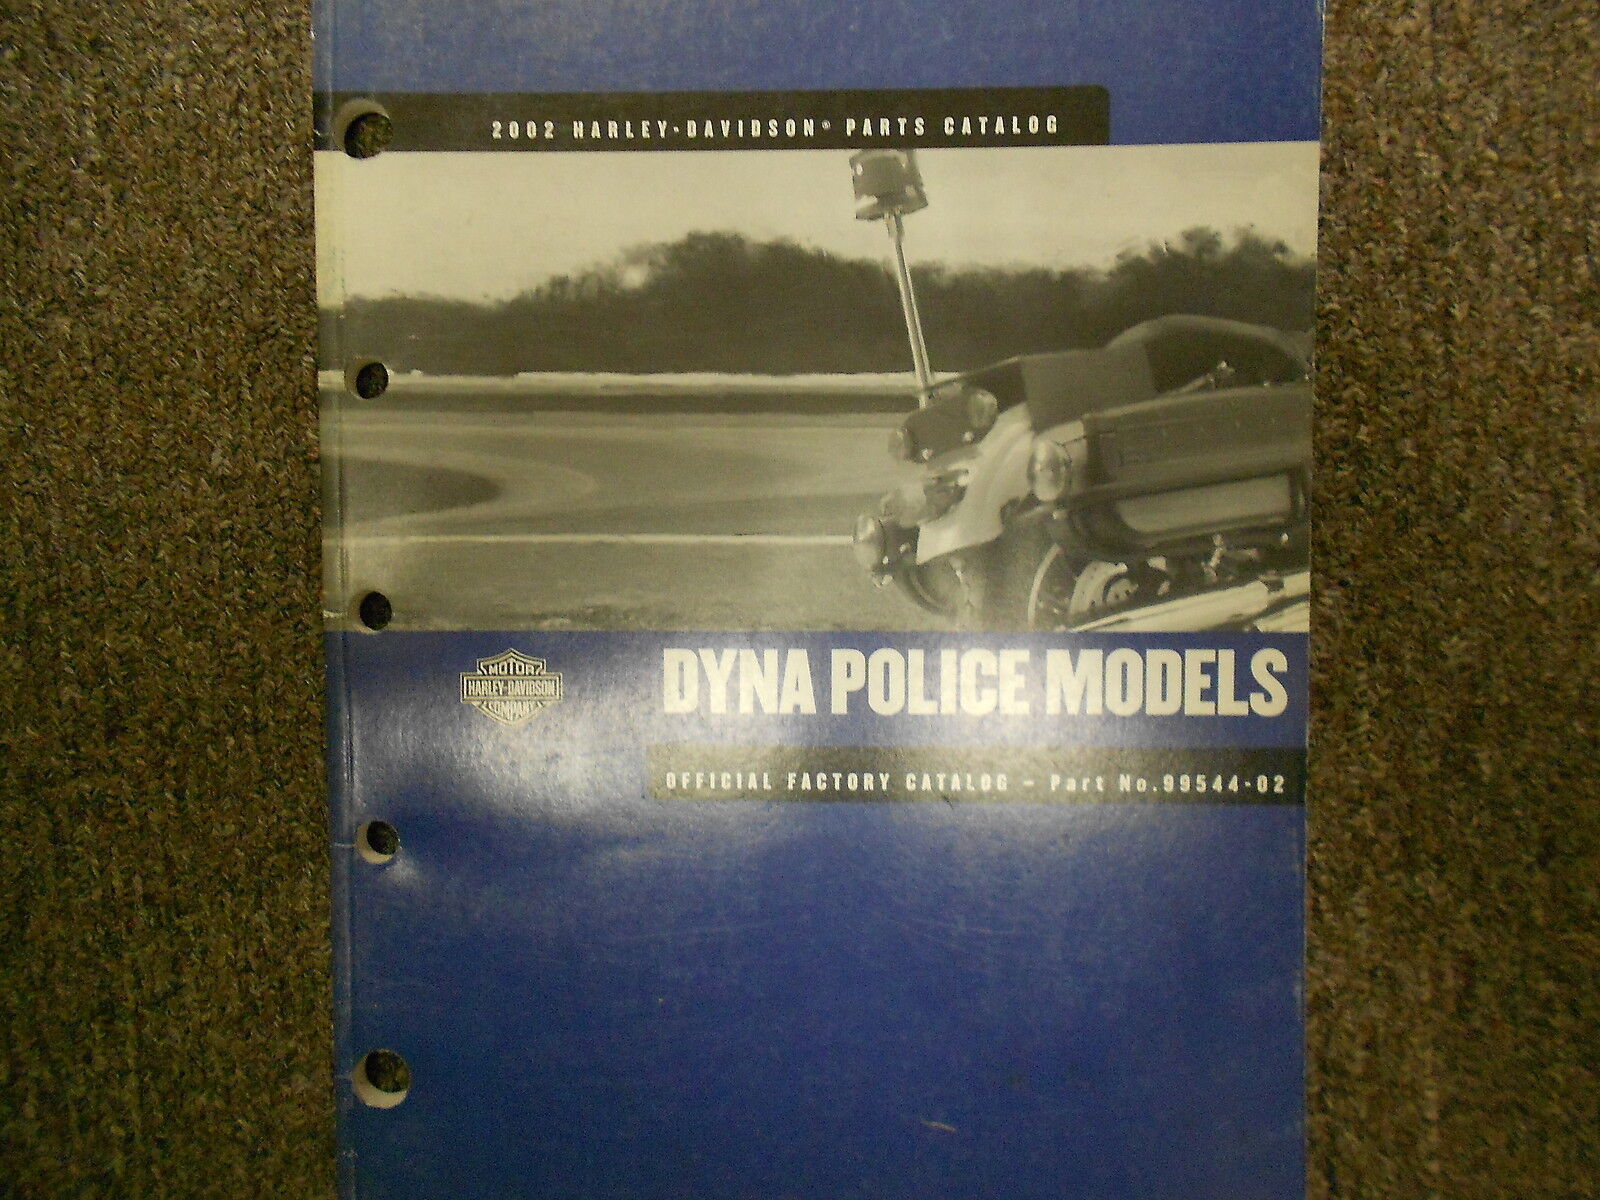 2002 HARLEY-DAVIDSON® PARTS CATALOG
MOTOR
HARLEY-DAVIDSON
COMPANY
DYNA POLICE MODELS
OFFICIAL FACTORY CATALOG – Part No.99544-02